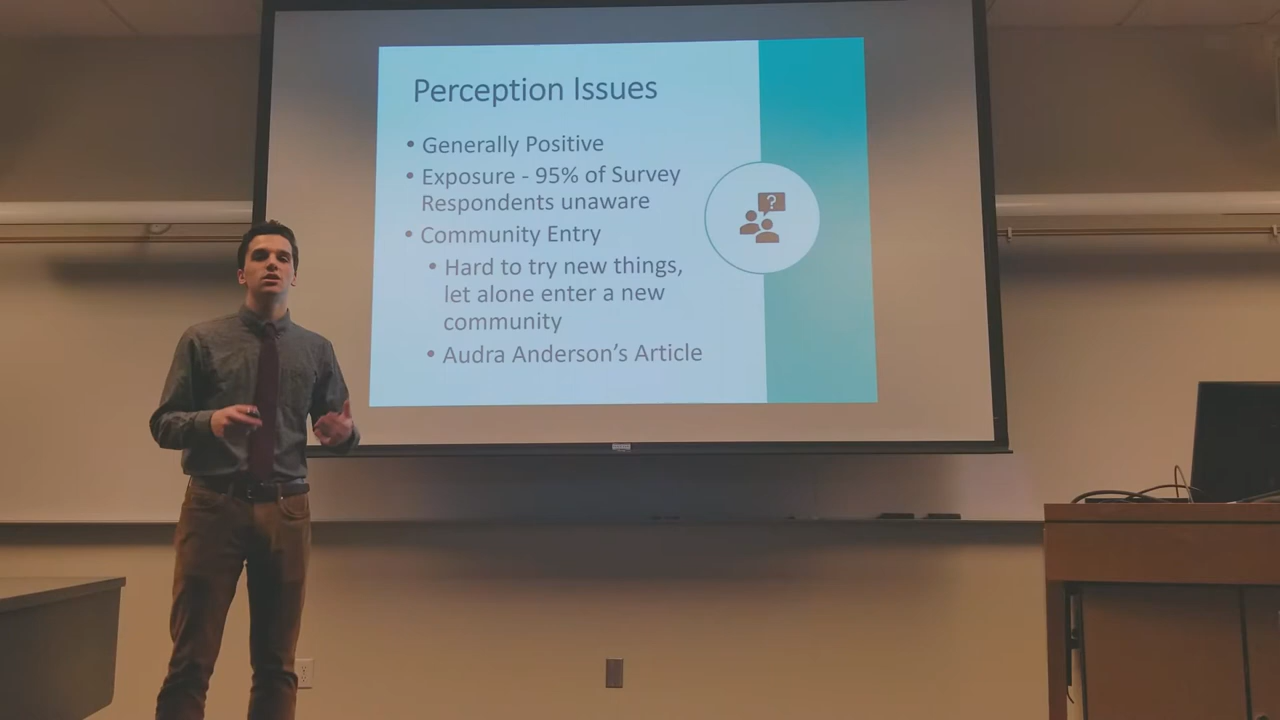 Perception Issues
• Generally Positive
• Exposure - 95% of Survey
Respondents unaware
• Community Entry
• Hard to try new things,
let alone enter a new
community
• Audra Anderson's Article
?